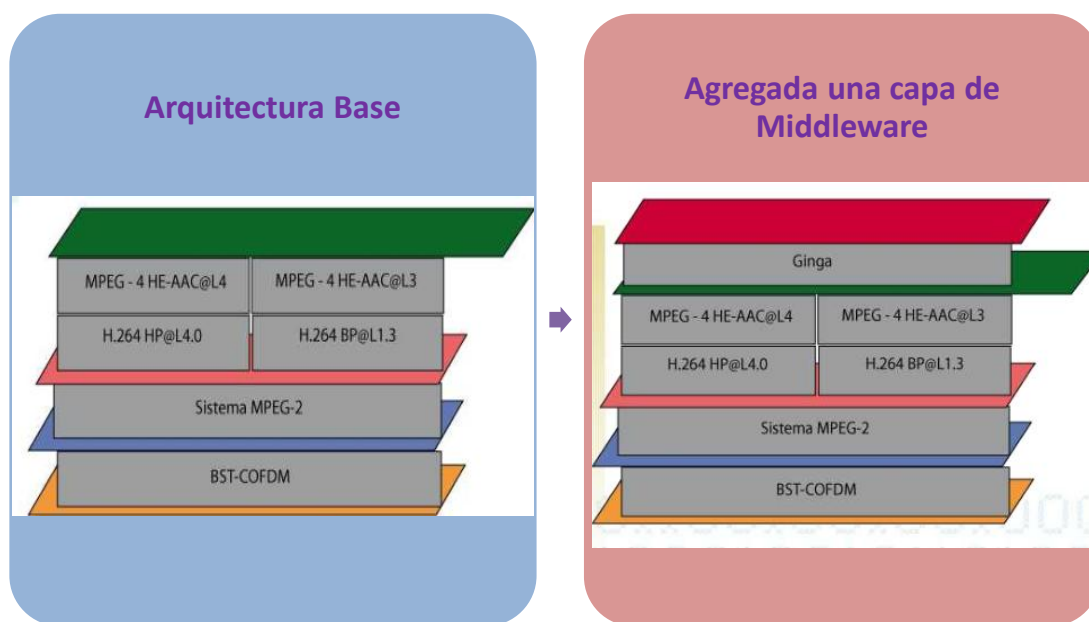 Arquitectura Base
MPEG - 4 HE-AAC@L4
MPEG - 4 HE-AAC@L3
H.264 HP@L4.0
H.264 BP@L1.3
Sistema MPEG-2
BST-COFDM
Agregada una capa de
Middleware
Ginga
MPEG - 4 HE-AAC@L4
MPEG - 4 HE-AAC@L3
H.264 HP@L4.0
H.264 BP@L1.3
Sistema MPEG-2
BST-COFDM